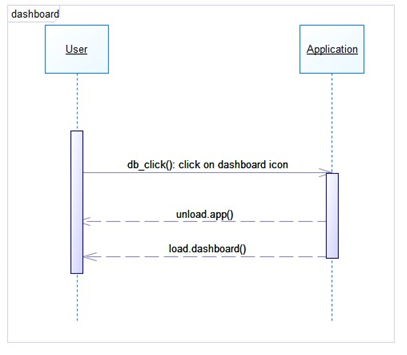 dashboard
User
Application
db_click(): click on dashboard icon
unload.app()
load.dashboard()